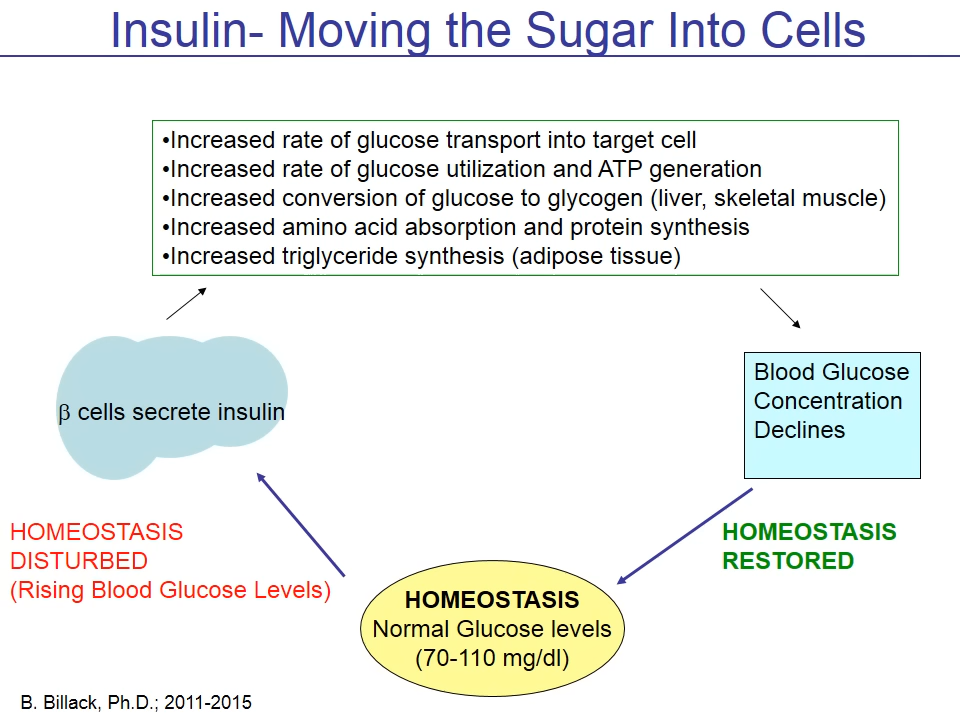 Insulin- Moving the Sugar Into Cells
•Increased rate of glucose transport into target cell
•Increased rate of glucose utilization and ATP generation
•Increased conversion of glucose to glycogen (liver, skeletal muscle)
•Increased amino acid absorption and protein synthesis
•Increased triglyceride synthesis (adipose tissue)
β cells secrete insulin
Blood Glucose
Concentration
Declines
HOMEOSTASIS
DISTURBED
(Rising Blood Glucose Levels)
HOMEOSTASIS
RESTORED
HOMEOSTASIS
Normal Glucose levels
(70-110 mg/dl)
B. Billack, Ph.D.; 2011-2015